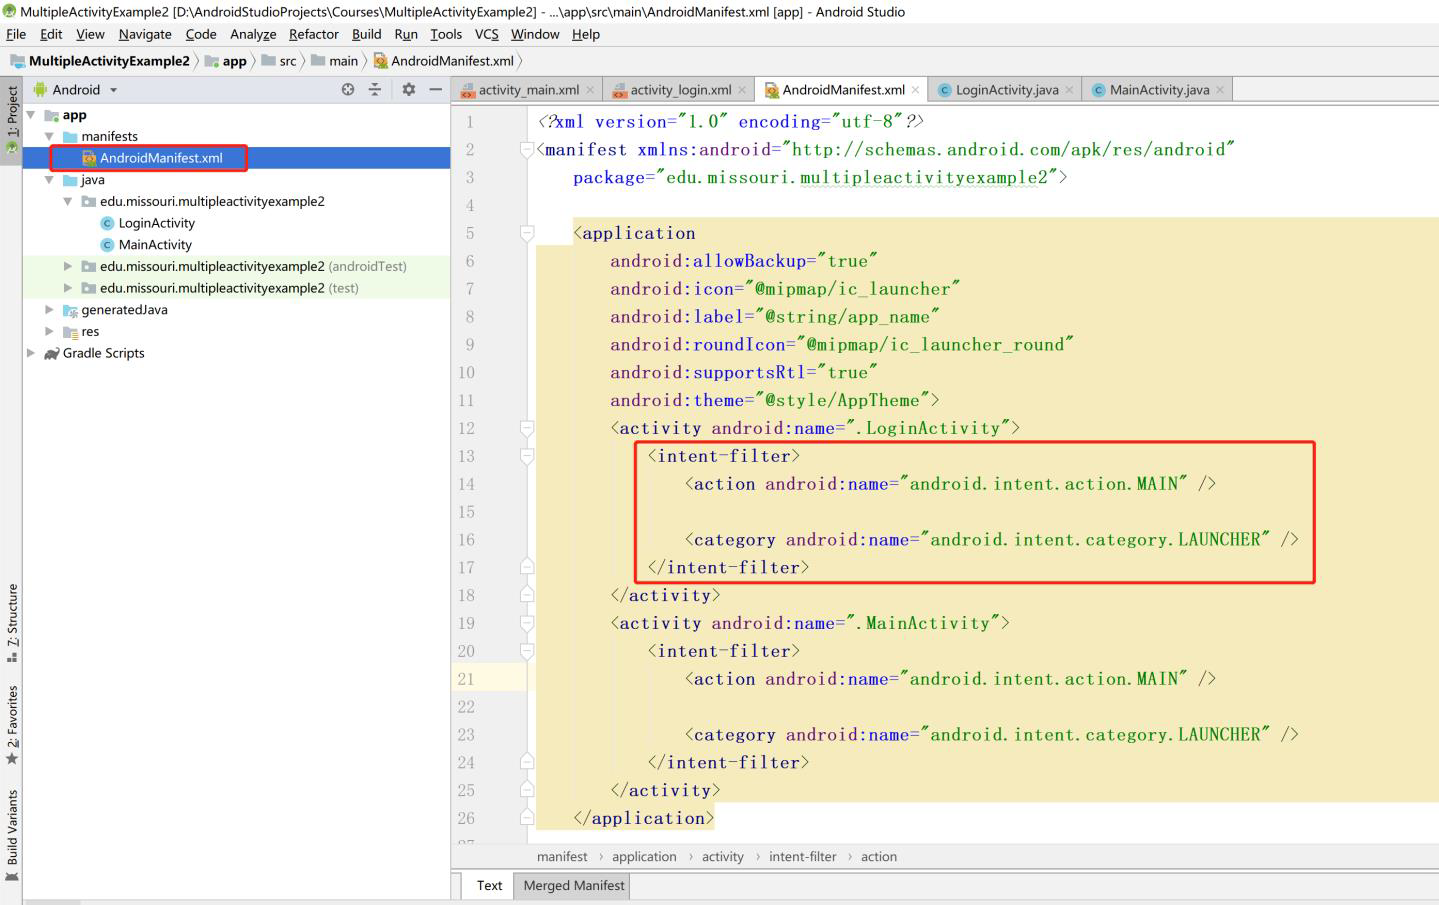 MultipleActivityExample2 [D:\AndroidStudioProjects\Courses\MultipleActivityExample2] - ...\app\src\main\AndroidManifest.xml [app] - Android Studio
File Edit View Navigate Code Analyze Refactor Build Run Tools VCS Window Help
MultipleActivityExample2 app src main AndroidManifest.xml
1: Project
Android
activity_main.xml activity_login.xml AndroidManifest.xml LoginActivity.java MainActivity.java
app
manifests
AndroidManifest.xml
java
edu.missouri.multipleactivityexample2
LoginActivity
MainActivity
edu.missouri.multipleactivityexample2 (androidTest)
edu.missouri.multipleactivityexample2 (test)
generatedJava
res
Gradle Scripts
7: Structure
2: Favorites
Build Variants
1 <?xml version="1.0" encoding="utf-8"?>
2 <manifest xmlns:android="http://schemas.android.com/apk/res/android"
3 package="edu.missouri.multipleactivityexample2">
4
5 <application
6 android:allowBackup="true"
7 android:icon="@mipmap/ic_launcher"
8 android:label="@string/app_name"
9 android:roundIcon="@mipmap/ic_launcher_round"
10 android:supportsRtl="true"
11 android:theme="@style/AppTheme">
12 <activity android:name=".LoginActivity">
13 <intent-filter>
14 <action android:name="android.intent.action.MAIN" />
15
16 <category android:name="android.intent.category.LAUNCHER" />
17 </intent-filter>
18 </activity>
19 <activity android:name=".MainActivity">
20 <intent-filter>
21 <action android:name="android.intent.action.MAIN" />
22
23 <category android:name="android.intent.category.LAUNCHER" />
24 </intent-filter>
25 </activity>
26 </application>
27
manifest › application › activity › intent-filter › action
Text Merged Manifest